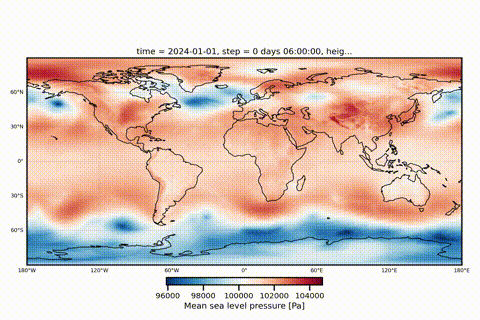 time = 2024-01-01, step = 0 days 06:00:00, heig...
60°N
30°N
0°
30°S
60°S
180°W 120°W 60°W 0° 60°E 120°E 180°E
96000 98000 100000 102000 104000
Mean sea level pressure [Pa]